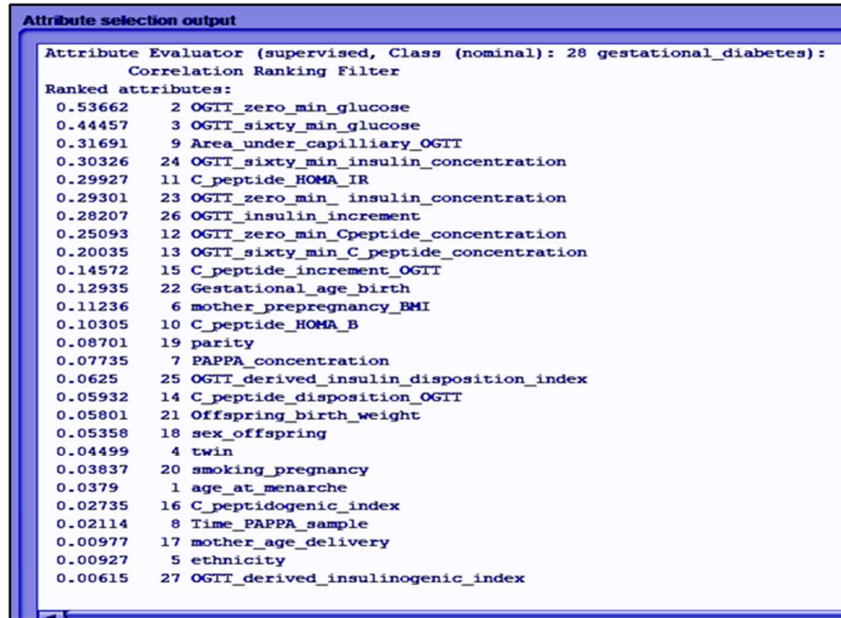 Attribute selection output
Attribute Evaluator (supervised, Class (nominal): 28 gestational_diabetes):
Correlation Ranking Filter
Ranked attributes:
0.53662 2 OGTT_zero_min_glucose
0.44457 3 OGTT_sixty_min_glucose
0.31691 9 Area_under_capilliary_OGTT
0.30326 24 OGTT_sixty_min_insulin_concentration
0.29927 11 C_peptide_HOMA_IR
0.29301 23 OGTT_zero_min_ insulin_concentration
0.28207 26 OGTT_insulin_increment
0.25093 12 OGTT_zero_min_Cpeptide_concentration
0.20035 13 OGTT_sixty_min_C_peptide_concentration
0.14572 15 C_peptide_increment_OGTT
0.12935 22 Gestational_age_birth
0.11236 6 mother_prepregnancy_BMI
0.10305 10 C_peptide_HOMA_B
0.08701 19 parity
0.07735 7 PAPPA_concentration
0.0625 25 OGTT_derived_insulin_disposition_index
0.05932 14 C_peptide_disposition_OGTT
0.05801 21 Offspring_birth_weight
0.05358 18 sex_offspring
0.04499 4 twin
0.03837 20 smoking_pregnancy
0.0379 1 age_at_menarche
0.02735 16 C_peptidogenic_index
0.02114 8 Time_PAPPA_sample
0.00977 17 mother_age_delivery
0.00927 5 ethnicity
0.00615 27 OGTT_derived_insulinogenic_index